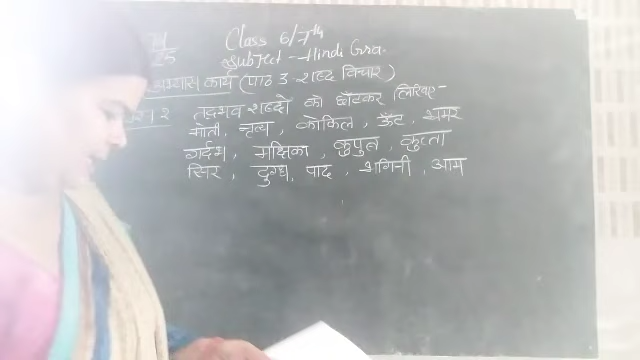 Class 6/7th
25 Subject - Hindi Gra.
अभ्यास कार्य (पाठ 3 शब्द विचार)
तद्भव शब्दों को छाँटकर लिखिए-
मोती, नृत्य, कोकिल, ऊँट, भ्रमर
गर्दभ, मक्षिका, कुपुत्र, कुत्ता
सिर, दुग्ध, पाद, भगिनी, आम